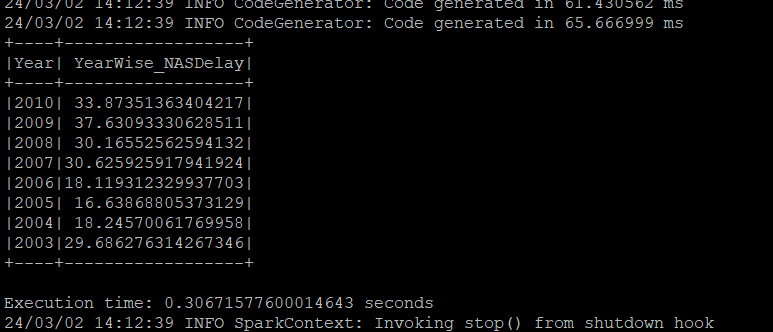 24/03/02 14:12:39 INFO CodeGenerator: Code generated in 61.430562 ms
24/03/02 14:12:39 INFO CodeGenerator: Code generated in 65.666999 ms
+----+------------------+
|Year| YearWise_NASDelay|
+----+------------------+
|2010| 33.87351363404217|
|2009| 37.63093330628511|
|2008| 30.16552562594132|
|2007|30.625925917941924|
|2006|18.119312329937703|
|2005| 16.63868805373129|
|2004| 18.24570061769958|
|2003|29.686276314267346|
+----+------------------+
Execution time: 0.30671577600014643 seconds
24/03/02 14:12:39 INFO SparkContext: Invoking stop() from shutdown hook